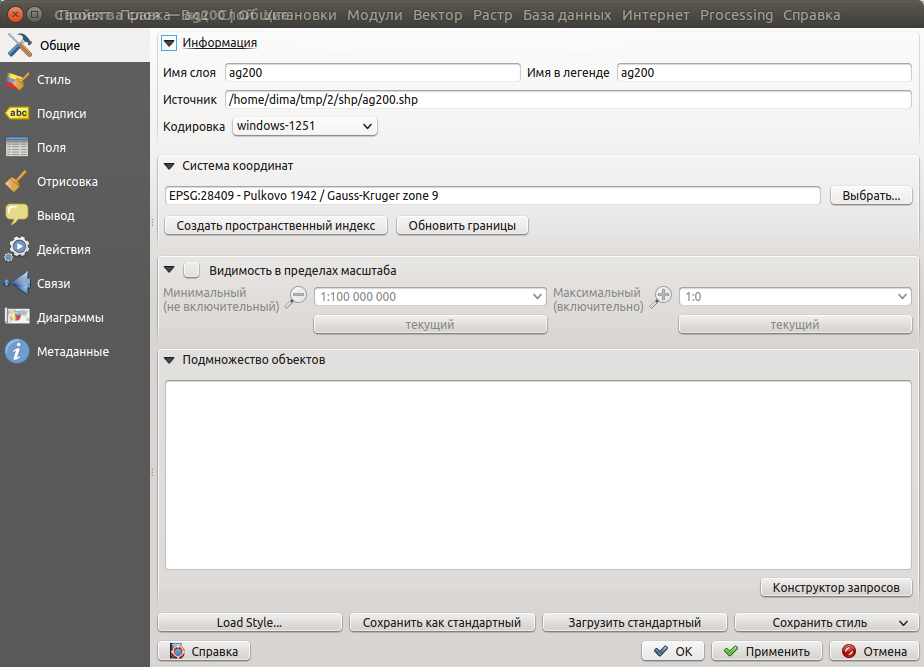 Установки Модули Вектор Растр База данных Интернет Processing Справка
Общие
Стиль
Подписи
Поля
Отрисовка
Вывод
Действия
Связи
Диаграммы
Метаданные
Информация
Имя слоя ag200 Имя в легенде ag200
Источник /home/dima/tmp/2/shp/ag200.shp
Кодировка windows-1251
Система координат
EPSG:28409 - Pulkovo 1942 / Gauss-Kruger zone 9 Выбрать...
Создать пространственный индекс Обновить границы
Видимость в пределах масштаба
Минимальный
(не включительный) 1:100 000 000
Максимальный
(включительно) 1:0
текущий текущий
Подмножество объектов
Конструктор запросов
Load Style... Сохранить как стандартный Загрузить стандартный Сохранить стиль
Справка OK Применить Отмена
abc